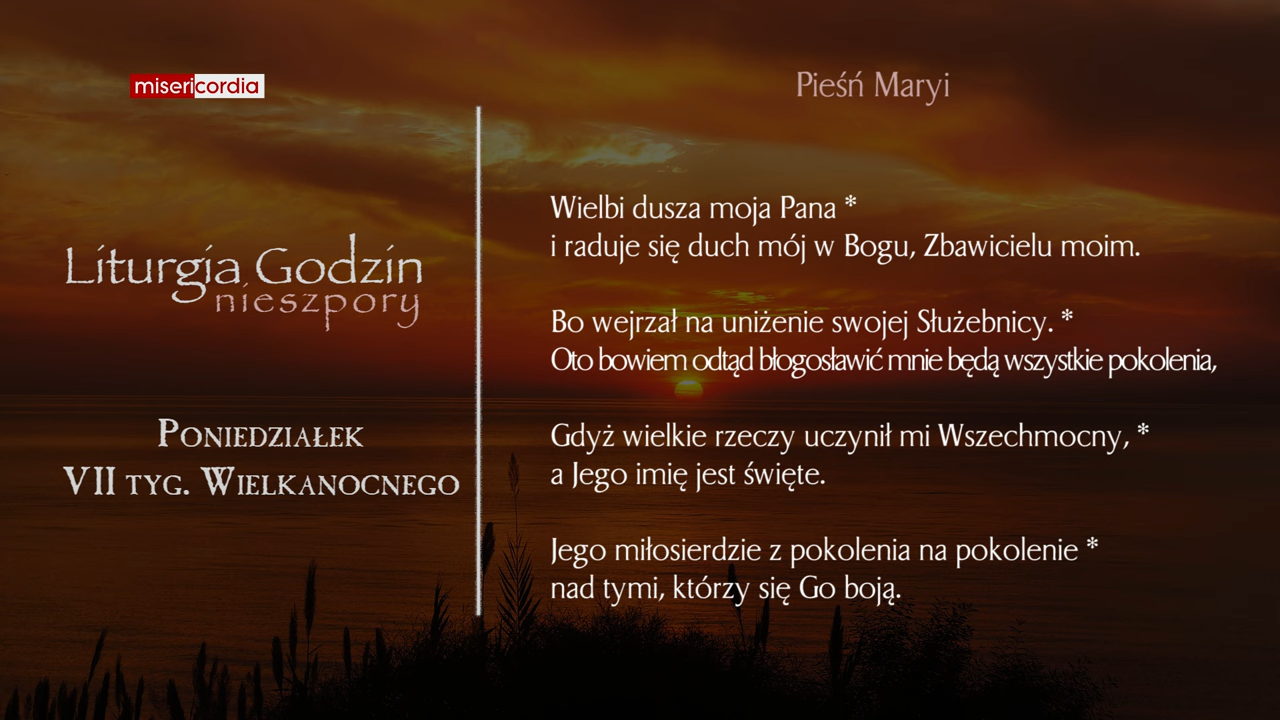 misericordia
Liturgia Godzin
nieszpory
Poniedziałek
VII tyg. Wielkanocnego
Pieśń Maryi
Wielbi dusza moja Pana *
i raduje się duch mój w Bogu, Zbawicielu moim.
Bo wejrzał na uniżenie swojej Służebnicy. *
Oto bowiem odtąd błogosławić mnie będą wszystkie pokolenia,
Gdyż wielkie rzeczy uczynił mi Wszechmocny, *
a Jego imię jest święte.
Jego miłosierdzie z pokolenia na pokolenie *
nad tymi, którzy się Go boją.